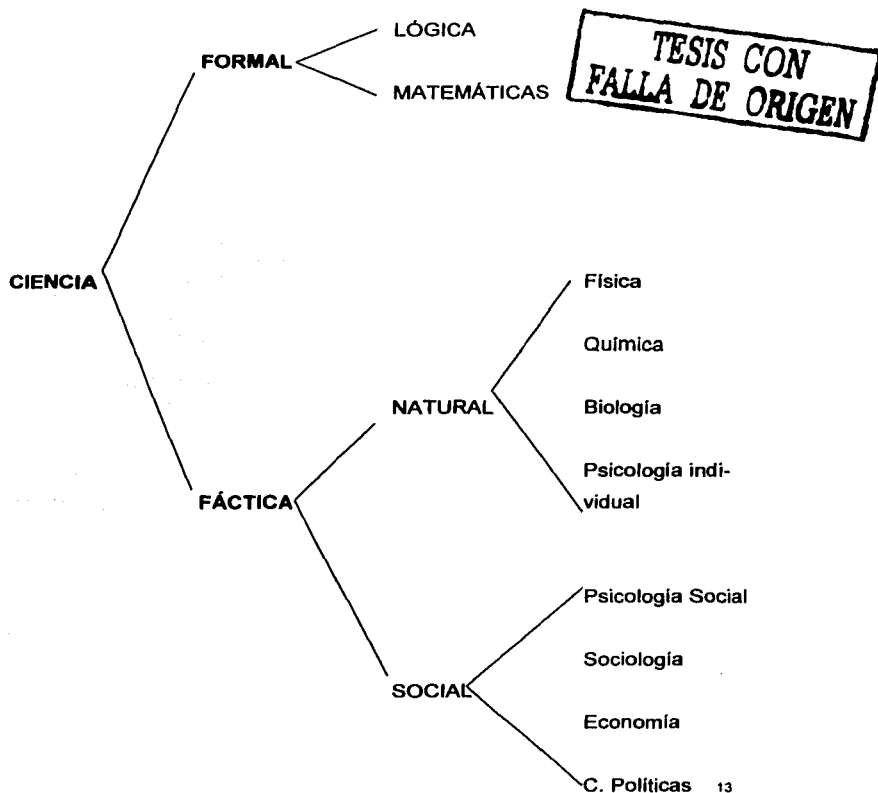 LÓGICA
FORMAL
MATEMÁTICAS
TESIS CON
FALLA DE ORIGEN
CIENCIA
Física
Química
NATURAL
Biología
Psicología indi-
vidual
FÁCTICA
Psicología Social
Sociología
SOCIAL
Economía
C. Políticas 13